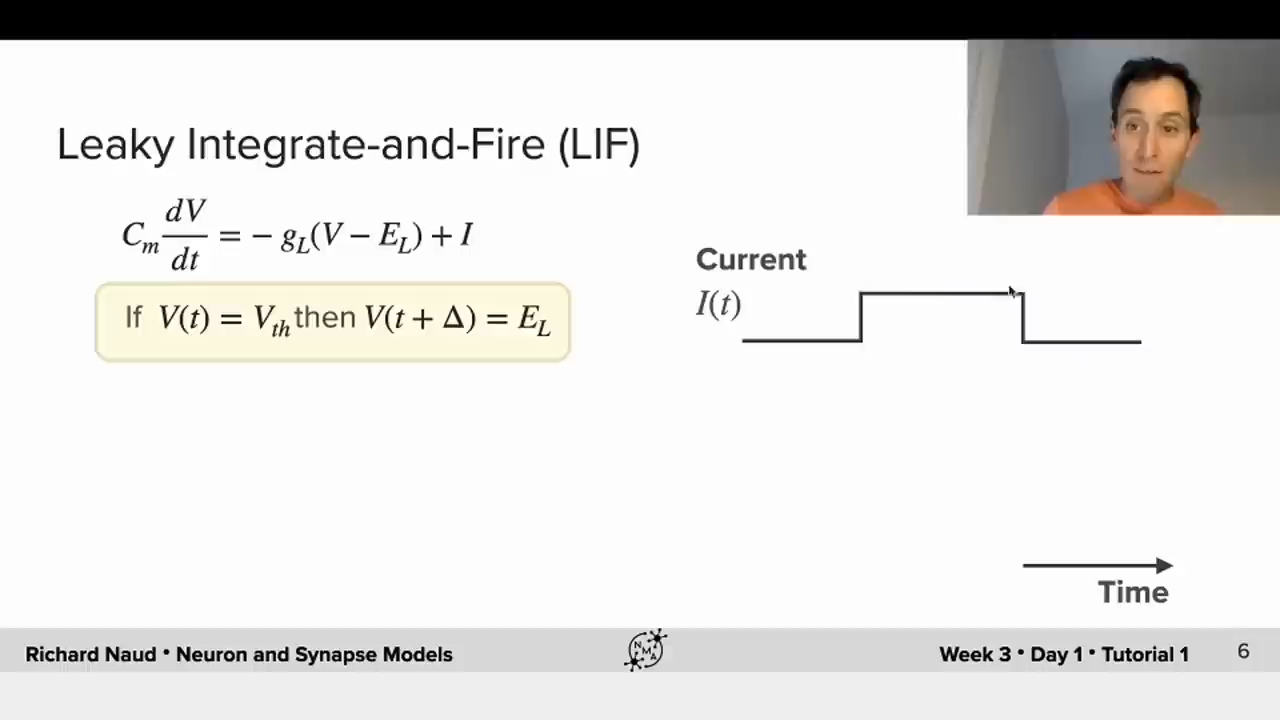 Leaky Integrate-and-Fire (LIF)
C_m dV/dt = − g_L(V − E_L) + I
If V(t) = V_th then V(t + Δ) = E_L
Current
I(t)
Time
Richard Naud • Neuron and Synapse Models
N M A
Week 3 • Day 1 • Tutorial 1
6